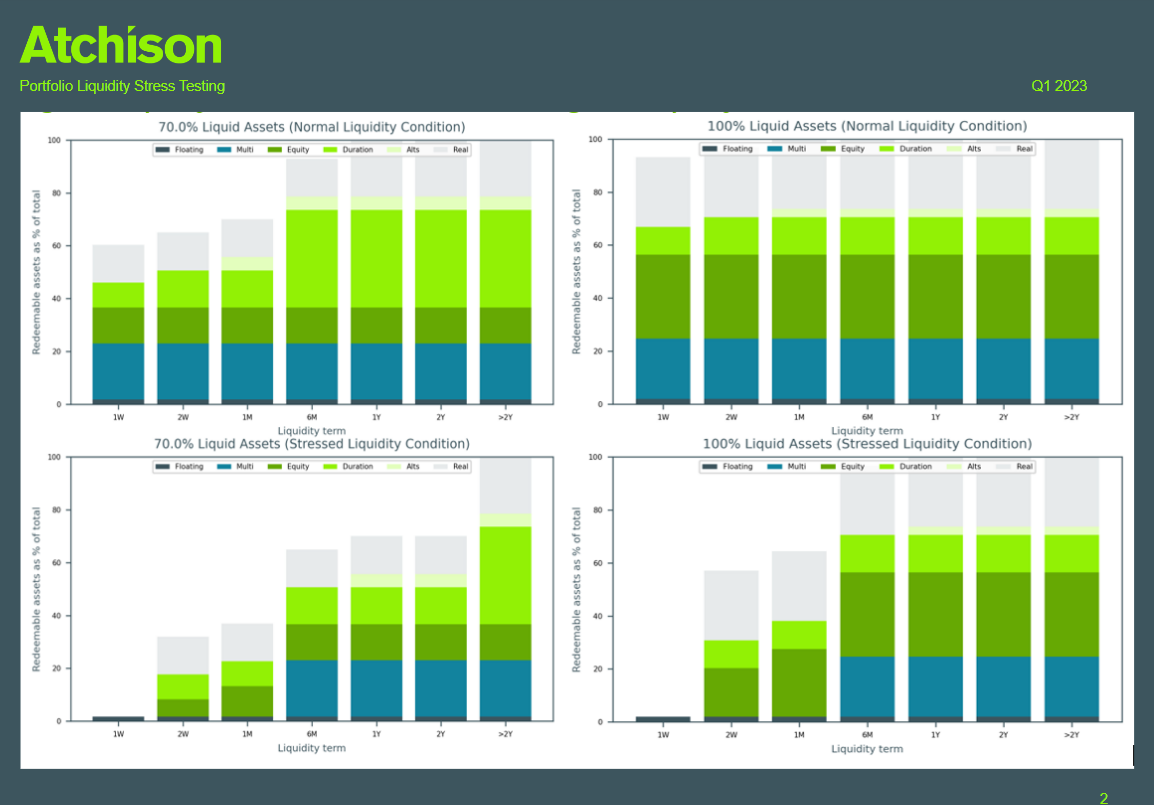 Atchison
Portfolio Liquidity Stress Testing
Q1 2023
70.0% Liquid Assets (Normal Liquidity Condition)
Floating Multi Equity Duration Alts Real
Redeemable assets as % of total
100
80
60
40
20
0
1W 2W 1M 6M 1Y 2Y >2Y
Liquidity term
100% Liquid Assets (Normal Liquidity Condition)
Floating Multi Equity Duration Alts Real
Redeemable assets as % of total
100
80
60
40
20
0
1W 2W 1M 6M 1Y 2Y >2Y
Liquidity term
70.0% Liquid Assets (Stressed Liquidity Condition)
Floating Multi Equity Duration Alts Real
Redeemable assets as % of total
100
80
60
40
20
0
1W 2W 1M 6M 1Y 2Y >2Y
Liquidity term
100% Liquid Assets (Stressed Liquidity Condition)
Floating Multi Equity Duration Alts Real
Redeemable assets as % of total
100
80
60
40
20
0
1W 2W 1M 6M 1Y 2Y >2Y
Liquidity term
2